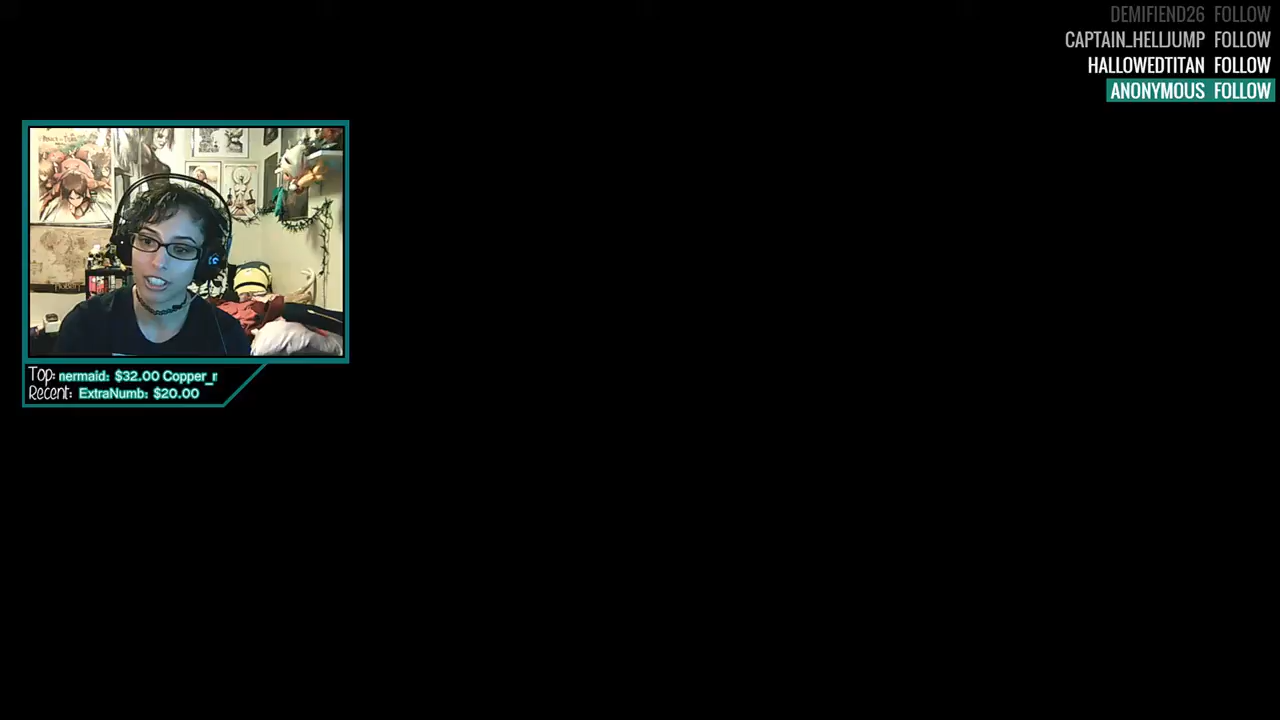 DEMIFIEND26 FOLLOW
CAPTAIN_HELLJUMP FOLLOW
HALLOWEDTITAN FOLLOW
ANONYMOUS FOLLOW
Top: nermaid: $32.00 Copper_
Recent: ExtraNumb: $20.00